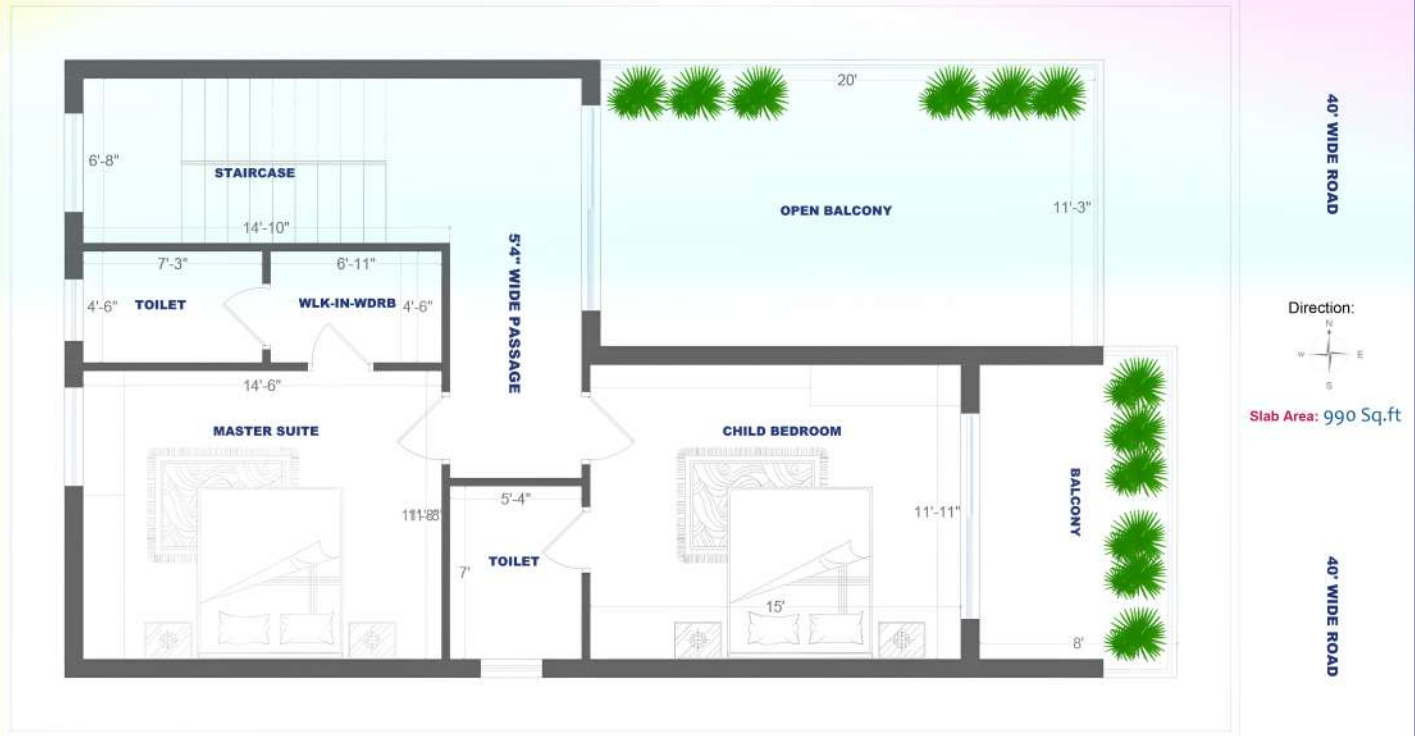 20'
40' WIDE ROAD
6'-8"
STAIRCASE
OPEN BALCONY
11'-3"
14'-10"
5'4" WIDE PASSAGE
7'-3"
6'-11"
4'-6"
TOILET
WLK-IN-WDRB
4'-6"
Direction:
N
W
E
S
14'-6"
Slab Area: 990 Sq.ft
MASTER SUITE
CHILD BEDROOM
BALCONY
5'-4"
11'-11"
TOILET
7'
15'
40' WIDE ROAD
8'